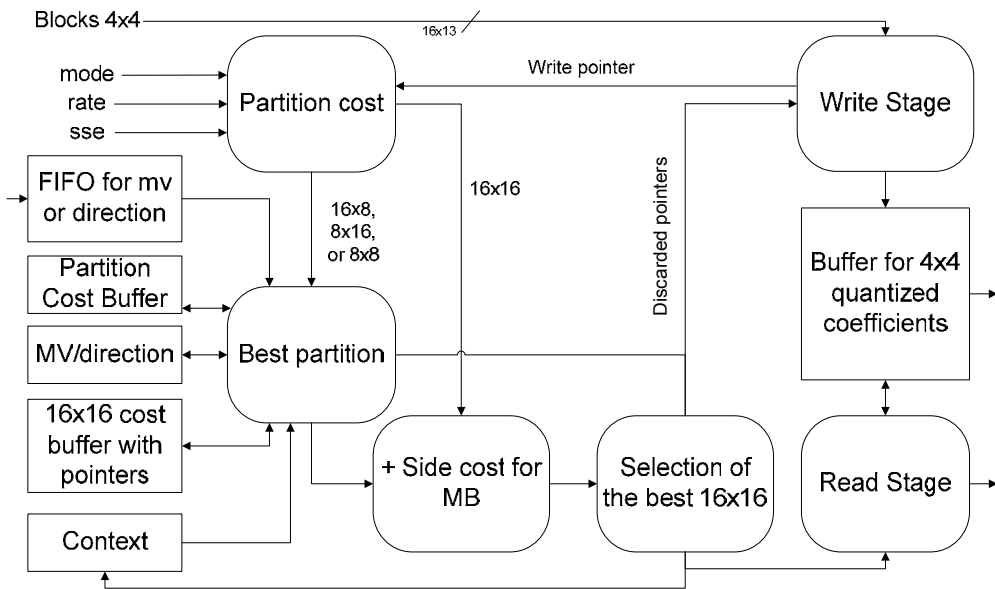 Blocks 4x4
16x13
mode
rate
sse
Partition cost
Write pointer
Write Stage
FIFO for mv
or direction
16x8,
8x16,
or 8x8
16x16
Discarded pointers
Partition
Cost Buffer
Buffer for 4x4
quantized
coefficients
MV/direction
Best partition
16x16 cost
buffer with
pointers
+ Side cost for
MB
Selection of
the best 16x16
Read Stage
Context